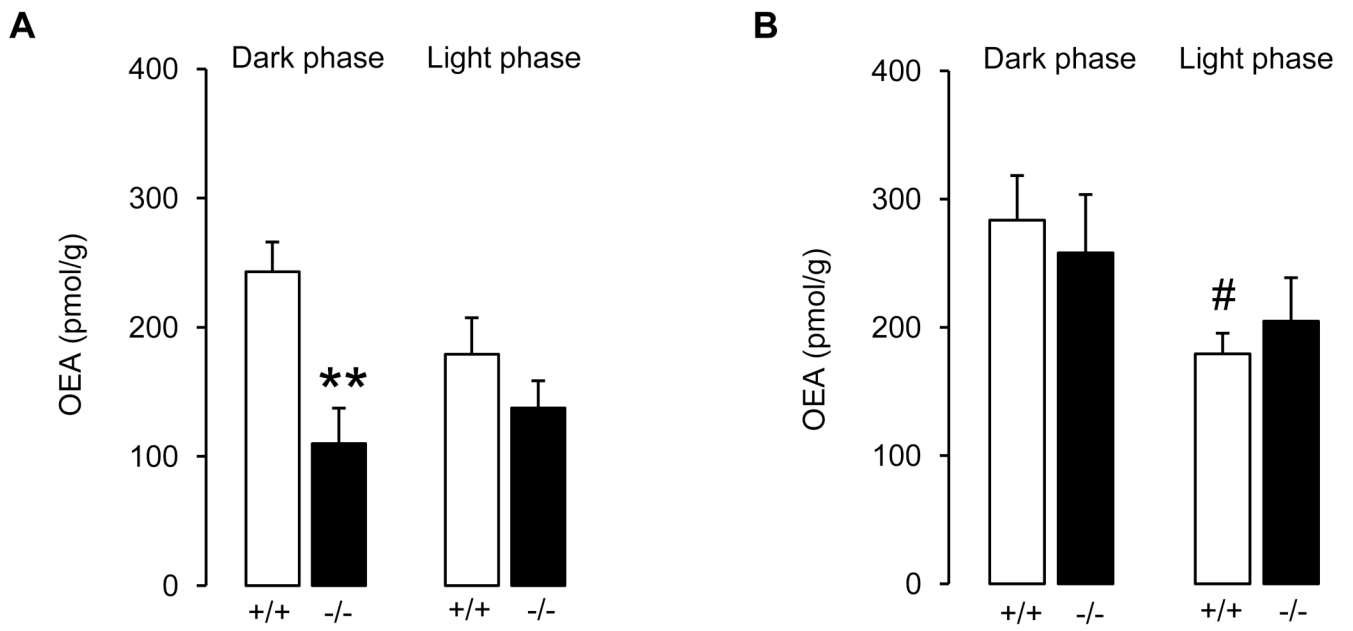 A
Dark phase Light phase
400
300
200
100
0
OEA (pmol/g)
**
+/+ -/- +/+ -/-
B
Dark phase Light phase
400
300
200
100
0
OEA (pmol/g)
#
+/+ -/- +/+ -/-